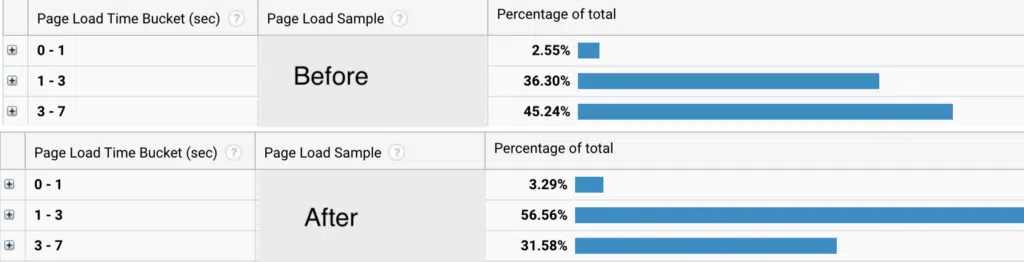 Page Load Time Bucket (sec) ? Page Load Sample ? Percentage of total
0 - 1 2.55%
Before
1 - 3 36.30%
3 - 7 45.24%
Page Load Time Bucket (sec) ? Page Load Sample ? Percentage of total
0 - 1 3.29%
1 - 3 56.56%
After
3 - 7 31.58%